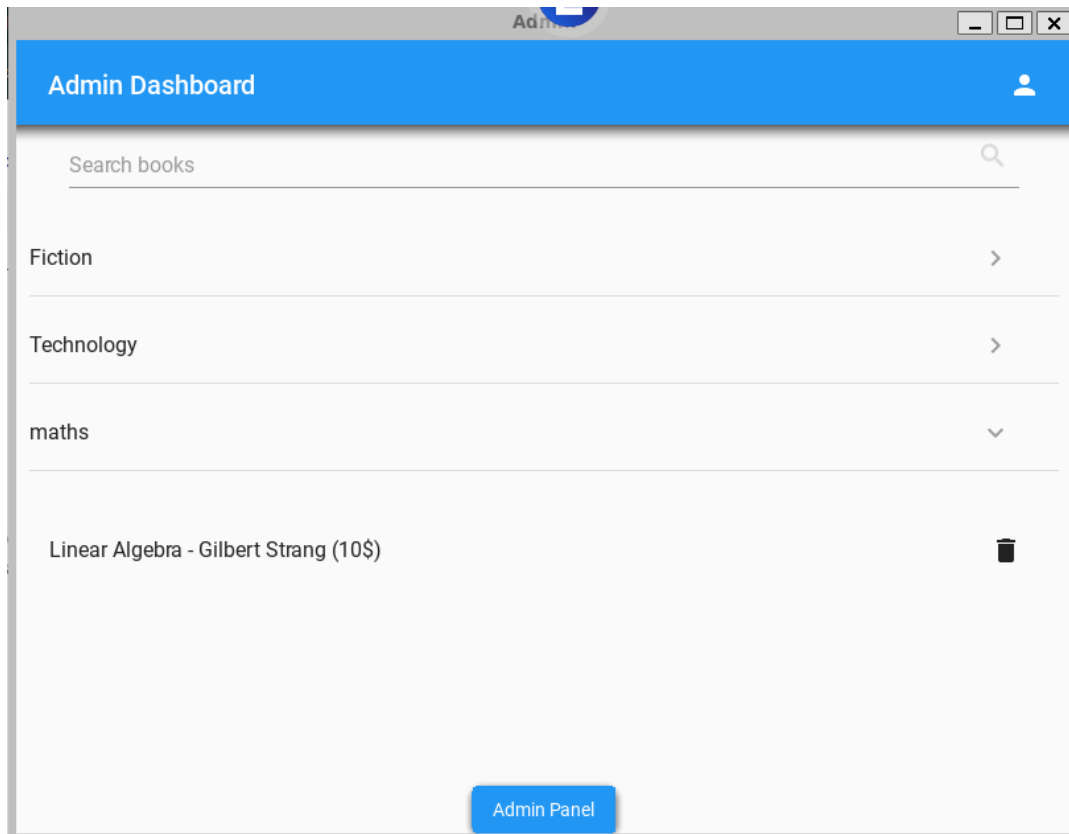 Admin Dashboard
Search books
Fiction
Technology
maths
Linear Algebra - Gilbert Strang (10$)
Admin Panel